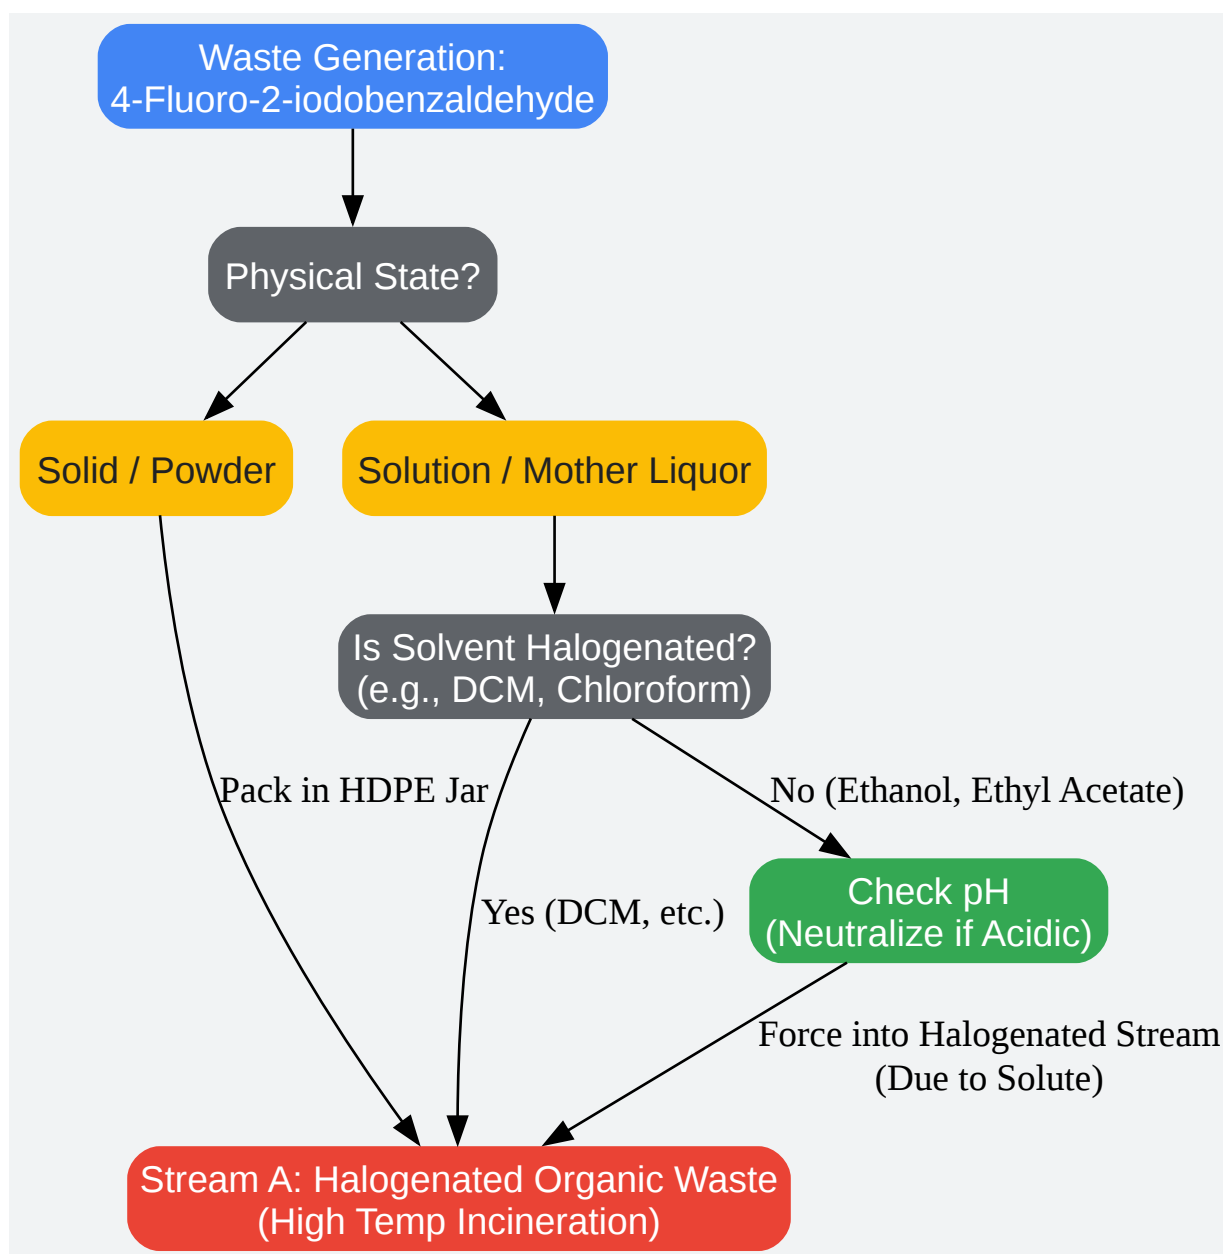 Waste Generation:
4-Fluoro-2-iodobenzaldehyde
Physical State?
Solid / Powder
Solution / Mother Liquor
Is Solvent Halogenated?
(e.g., DCM, Chloroform)
Pack in HDPE Jar
No (Ethanol, Ethyl Acetate)
Yes (DCM, etc.)
Check pH
(Neutralize if Acidic)
Force into Halogenated Stream
(Due to Solute)
Stream A: Halogenated Organic Waste
(High Temp Incineration)